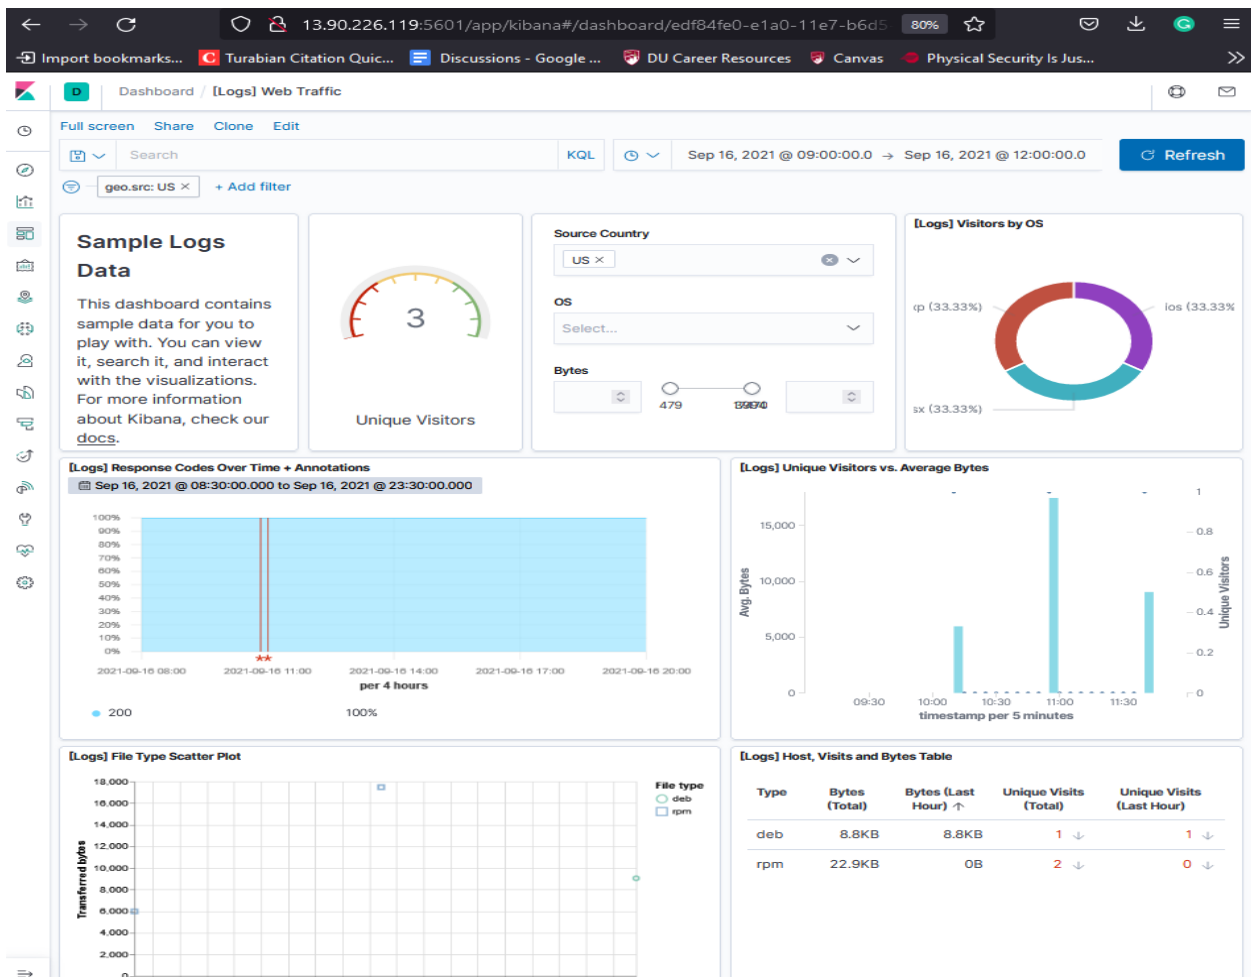 13.90.226.119:5601/app/kibana#/dashboard/edf84fe0-e1a0-11e7-b6d5 80%
Import bookmarks... C Turabian Citation Quic... Discussions - Google ... DU Career Resources Canvas Physical Security Is Jus...
D Dashboard / [Logs] Web Traffic
Full screen Share Clone Edit
Search KQL Sep 16, 2021 @ 09:00:00.0 → Sep 16, 2021 @ 12:00:00.0 Refresh
geo.src: US × + Add filter
Sample Logs
Data
This dashboard contains
sample data for you to
play with. You can view
it, search it, and interact
with the visualizations.
For more information
about Kibana, check our
docs.
3
Unique Visitors
Source Country
US ×
OS
Select...
Bytes
479
[Logs] Visitors by OS
xp (33.33%)
ios (33.33%
sx (33.33%)
[Logs] Response Codes Over Time + Annotations
Sep 16, 2021 @ 08:30:00.000 to Sep 16, 2021 @ 23:30:00.000
100%
90%
80%
70%
60%
50%
40%
30%
20%
10%
0%
2021-09-16 08:00 2021-09-16 11:00 2021-09-16 14:00 2021-09-16 17:00 2021-09-16 20:00
per 4 hours
200 100%
[Logs] Unique Visitors vs. Average Bytes
15,000
10,000
5,000
0
Avg. Bytes
1
0.8
0.6
0.4
0.2
0
Unique Visitors
09:30 10:00 10:30 11:00 11:30
timestamp per 5 minutes
[Logs] File Type Scatter Plot
18,000
16,000
14,000
12,000
10,000
8,000
6,000
4,000
2,000
0
Transferred bytes
File type
deb
rpm
[Logs] Host, Visits and Bytes Table
Type Bytes (Total) Bytes (Last Hour) ↑ Unique Visits (Total) Unique Visits (Last Hour)
deb 8.8KB 8.8KB 1 ↓ 1 ↓
rpm 22.9KB 0B 2 ↓ 0 ↓